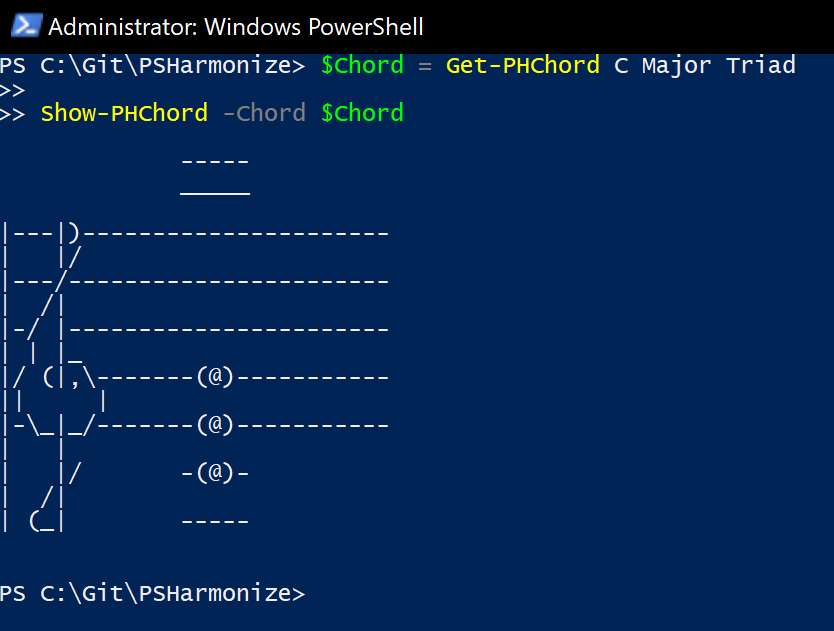 Administrator: Windows PowerShell
PS C:\Git\PSHarmonize> $Chord = Get-PHChord C Major Triad
>>
>> Show-PHChord -Chord $Chord
               -----
               _____
|---|)-----------------------
|   |/
|---/------------------------
|  /|
|-/ |------------------------
| | |_
|/ (|,\-------(@)------------
||      |
|-\_|_/-------(@)------------
|   |
|   |/        -(@)-
|  /|
| (_|         -----
PS C:\Git\PSHarmonize>